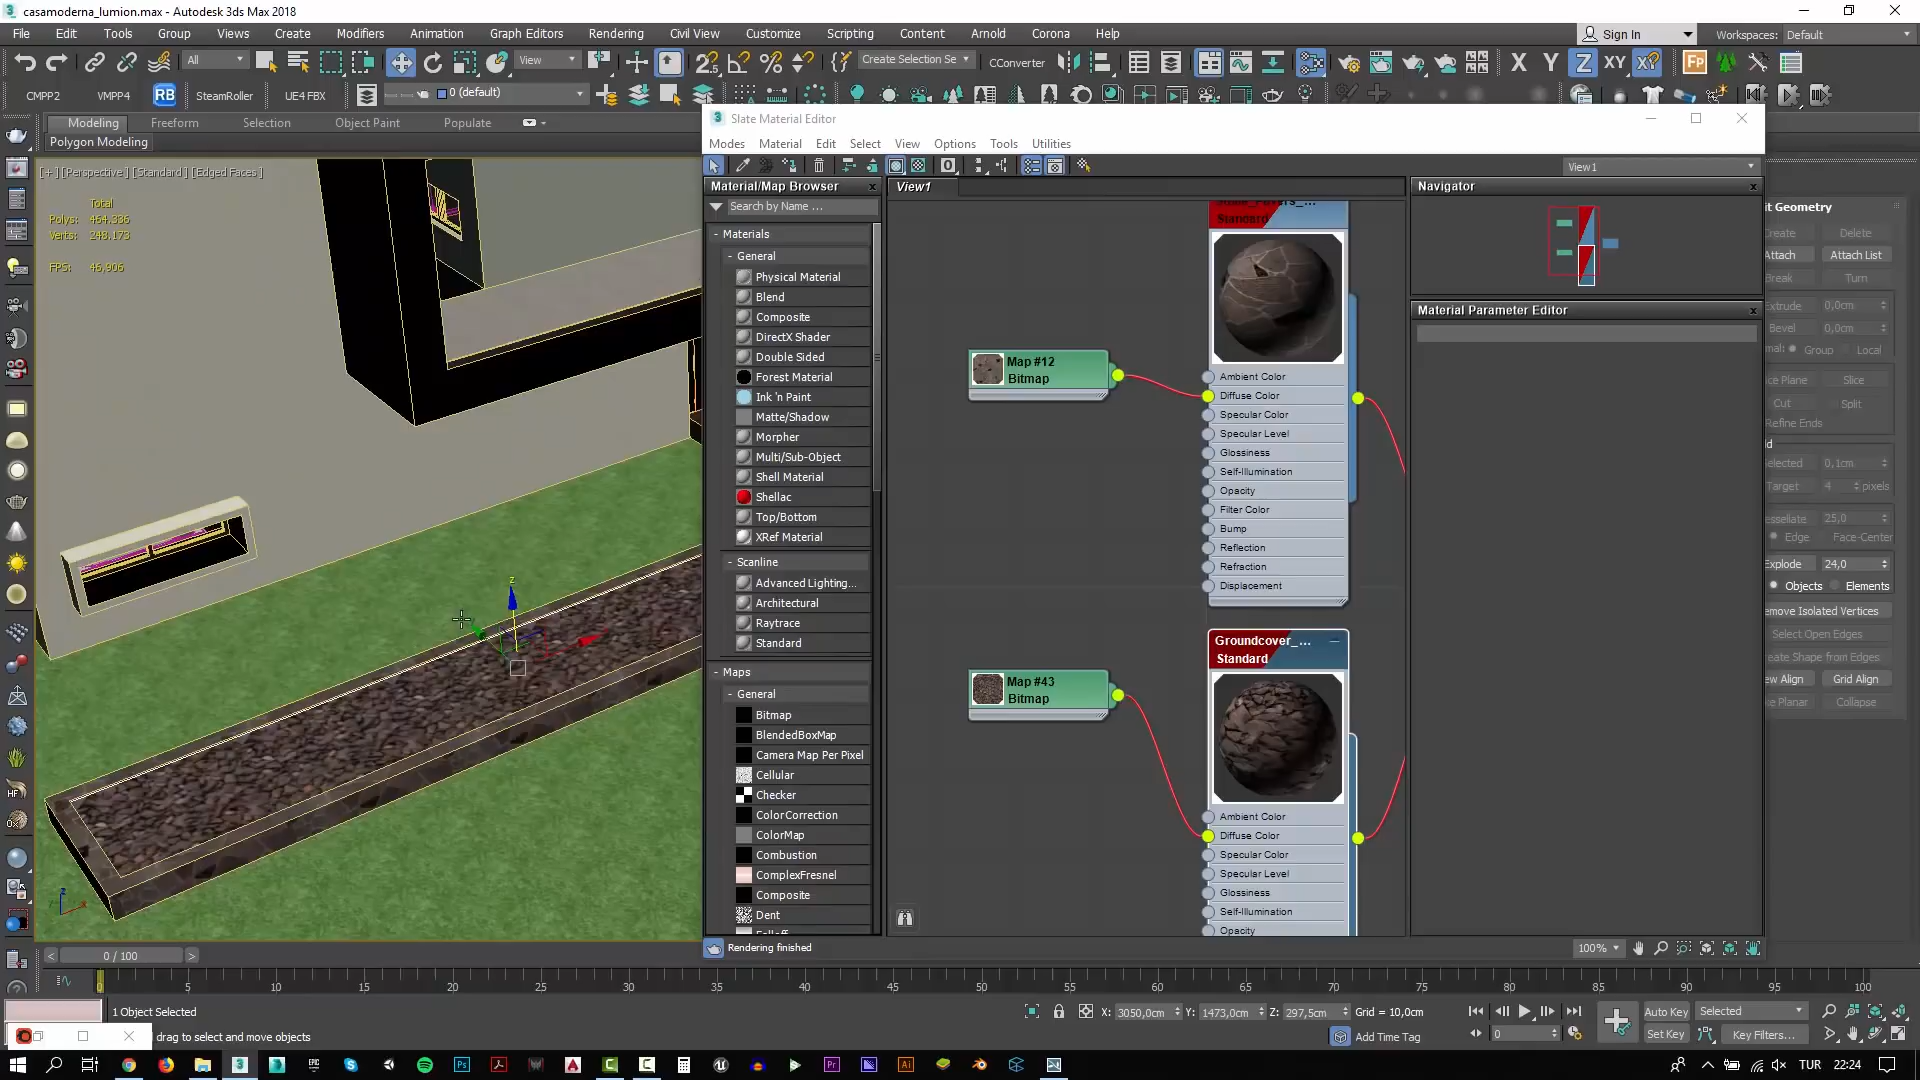 casamoderna_lumion.max - Autodesk 3ds Max 2018
File Edit Tools Group Views Create Modifiers Animation Graph Editors Rendering Civil View Customize Scripting Content Arnold Corona Help
Sign In
Workspaces: Default
All
View
Create Selection Se
CConverter
X Y Z XY
CMPP2 VMPP4 RB SteamRoller UE4 FBX
0 (default)
Modeling Freeform Selection Object Paint Populate
Polygon Modeling
[+] [Perspective] [Standard] [Edged Faces]
Total
Polys: 464.336
Verts: 248.173
FPS: 46,906
Slate Material Editor
Modes Material Edit Select View Options Tools Utilities
View1
Material/Map Browser
Search by Name ...
- Materials
- General
Physical Material
Blend
Composite
DirectX Shader
Double Sided
Forest Material
Ink 'n Paint
Matte/Shadow
Morpher
Multi/Sub-Object
Shell Material
Shellac
Top/Bottom
XRef Material
- Scanline
Advanced Lighting...
Architectural
Raytrace
Standard
- Maps
- General
Bitmap
BlendedBoxMap
Camera Map Per Pixel
Cellular
Checker
ColorCorrection
ColorMap
Combustion
ComplexFresnel
Composite
Dent
Rendering finished
View1
Standard
Map #12
Bitmap
Ambient Color
Diffuse Color
Specular Color
Specular Level
Glossiness
Self-Illumination
Opacity
Filter Color
Bump
Reflection
Refraction
Displacement
Groundcover_...
Standard
Map #43
Bitmap
Ambient Color
Diffuse Color
Specular Color
Specular Level
Glossiness
Self-Illumination
Opacity
Navigator
Material Parameter Editor
100%
it Geometry
Create Delete
Attach Attach List
Break Turn
Extrude 0,0cm
Bevel 0,0cm
mal: Group Local
lice Plane Slice
Cut Split
Refine Ends
ld
Selected 0,1cm
Target 4 pixels
essellate 25,0
Edge Face-Center
Explode 24,0
Objects Elements
emove Isolated Vertices
Select Open Edges
reate Shape from Edges
ew Align Grid Align
ke Planar Collapse
< 0 / 100 >
0 5 10 15 20 25 30 35 40 45 50 55 60 65 70 75 80 85 90 95 100
1 Object Selected
drag to select and move objects
X: 3050,0cm Y: 1473,0cm Z: 297,5cm Grid = 10,0cm
Add Time Tag
0
Auto Key Selected
Set Key Key Filters...
TUR 22:24